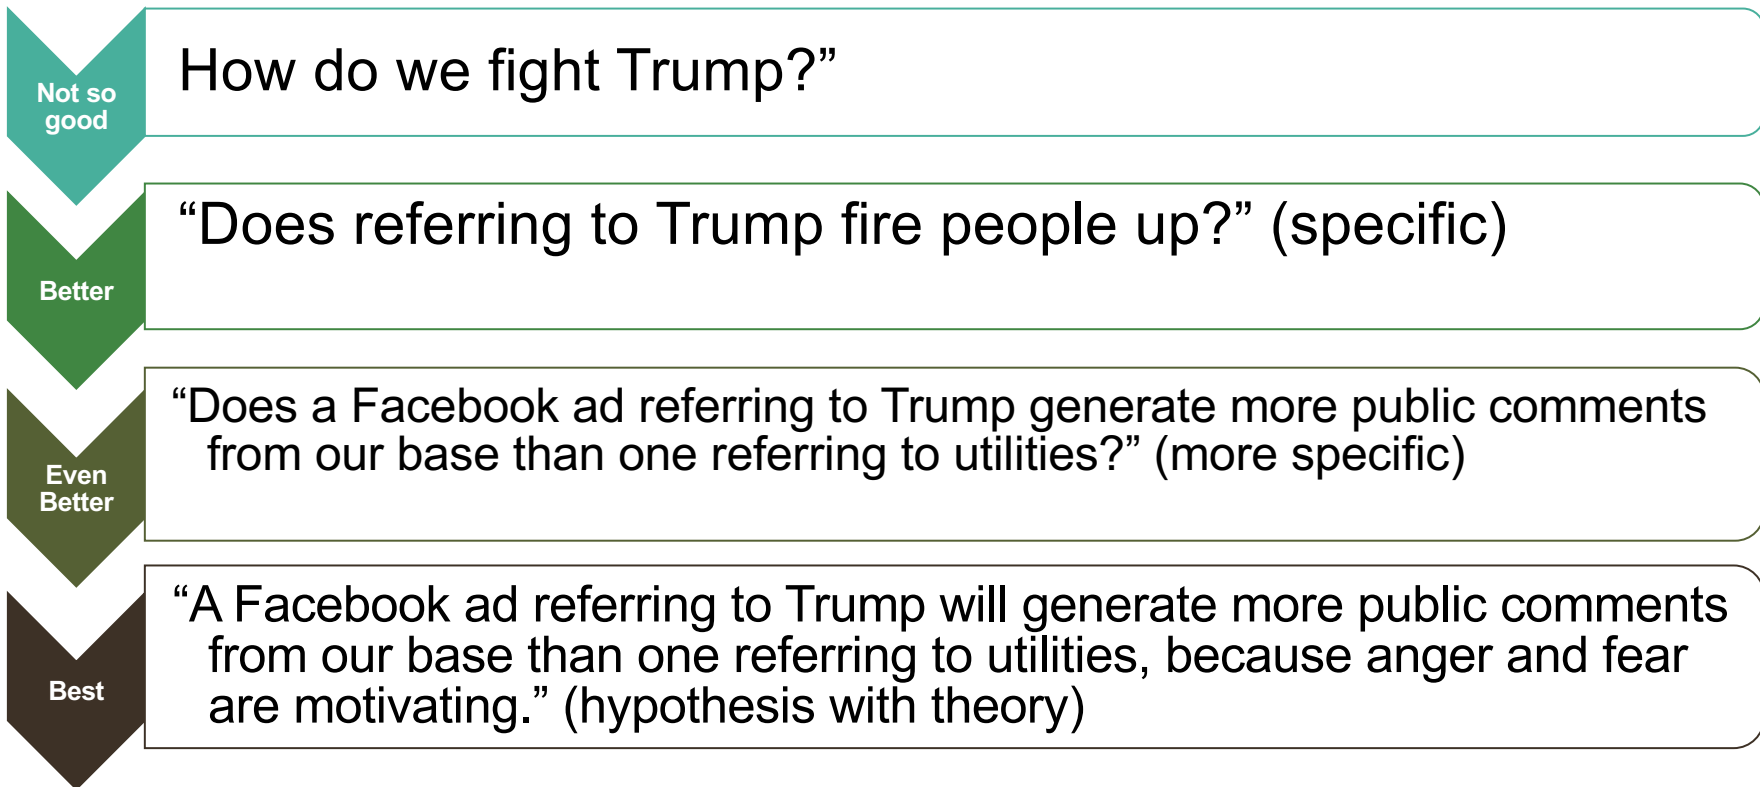 Not so
good
How do we fight Trump?”
Better
“Does referring to Trump fire people up?” (specific)
Even
Better
“Does a Facebook ad referring to Trump generate more public comments
from our base than one referring to utilities?” (more specific)
Best
“A Facebook ad referring to Trump will generate more public comments
from our base than one referring to utilities, because anger and fear
are motivating.” (hypothesis with theory)